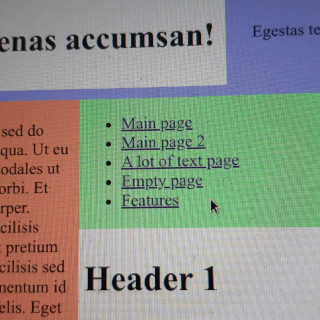 enas accumsan!
Egestas te
Main page
Main page 2
A lot of text page
Empty page
Features
sed do
qua. Ut eu
odales ut
orbi. Et
rper.
cilisis
t pretium
cilisis sed
mentum id
elis. Eget
Header 1